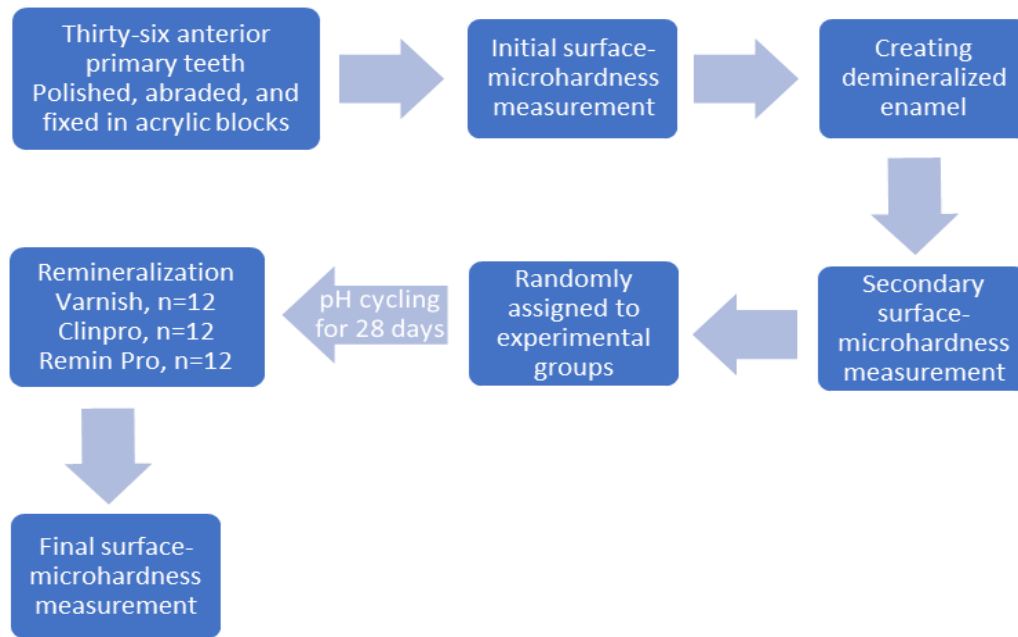 Thirty-six anterior
primary teeth
Polished, abraded, and
fixed in acrylic blocks
Initial surface-
microhardness
measurement
Creating
demineralized
enamel
Secondary
surface-
microhardness
measurement
Randomly
assigned to
experimental
groups
pH cycling
for 28 days
Remineralization
Varnish, n=12
Clinpro, n=12
Remin Pro, n=12
Final surface-
microhardness
measurement